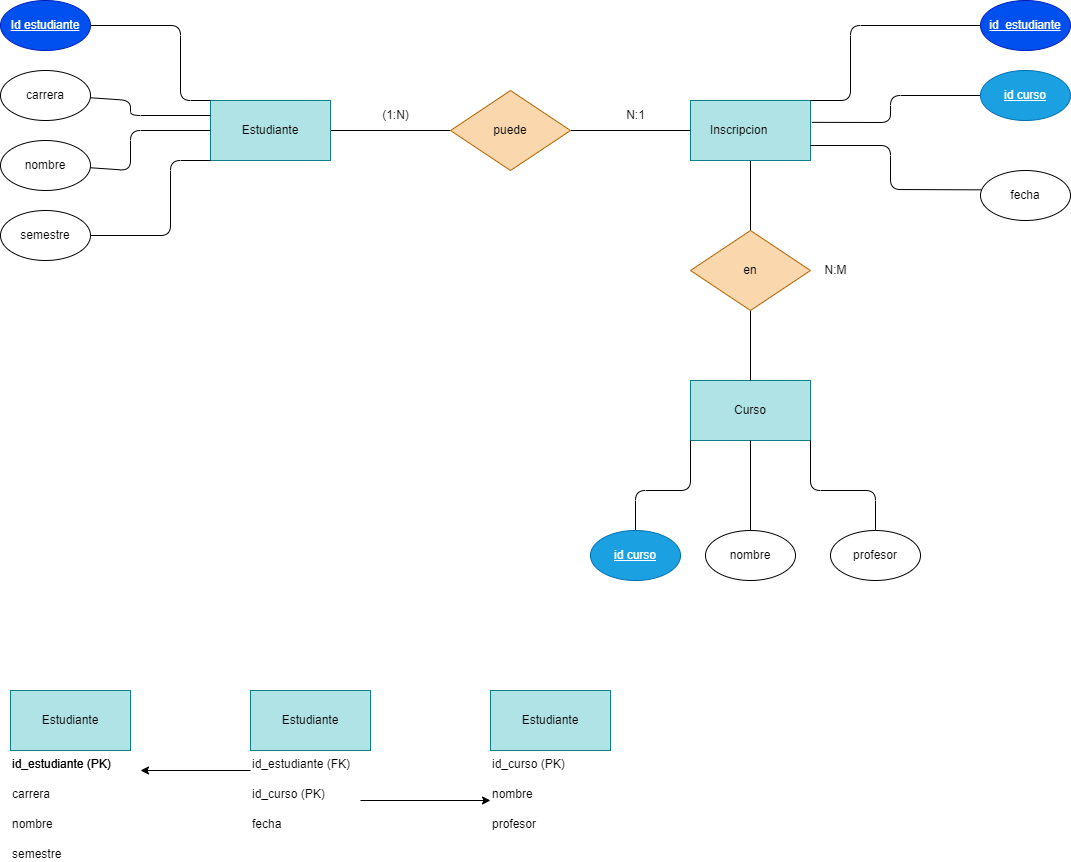 Id estudiante
id_estudiante
carrera
id curso
Estudiante
(1:N)
puede
N:1
Inscripcion
nombre
fecha
semestre
en
N:M
Curso
id curso
nombre
profesor
Estudiante
id_estudiante (PK)
carrera
nombre
semestre
Estudiante
id_estudiante (FK)
id_curso (PK)
fecha
Estudiante
id_curso (PK)
nombre
profesor